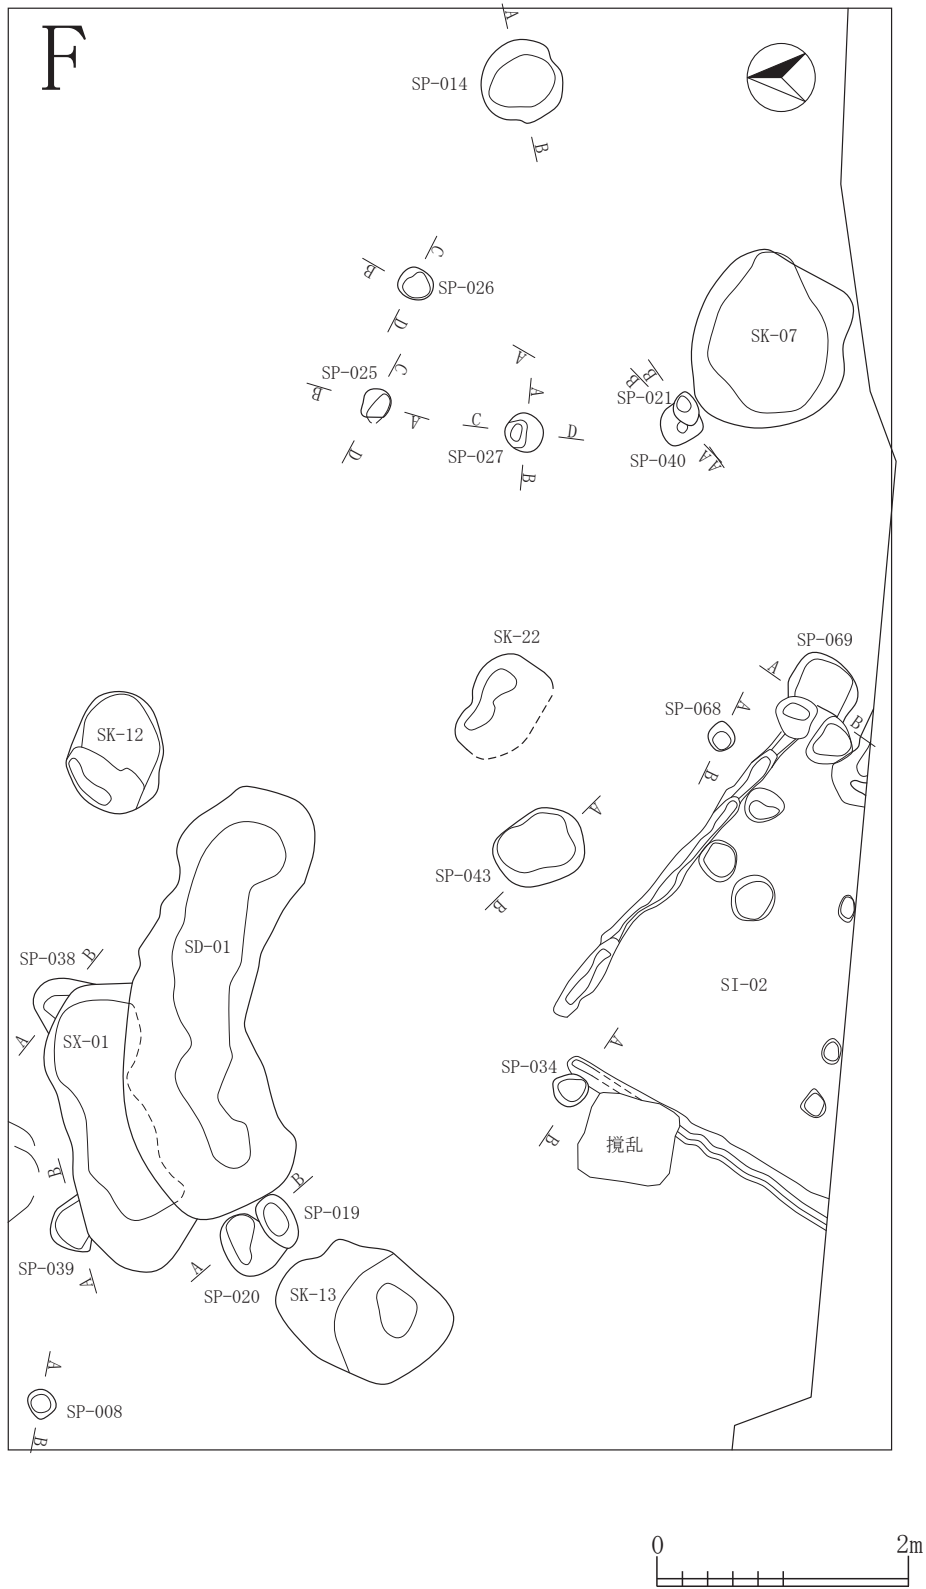 F
A
SP-014
B
C
B
SP-026
D
A
SK-07
SP-025
C
B
B
B
A
SP-021
A
C
D
SP-027
SP-040
A
A
D
B
SK-22
SP-069
A
SP-068
A
B
SK-12
B
A
SP-043
B
SD-01
SP-038
B
SI-02
A
SX-01
A
SP-034
B
撹乱
B
B
SP-019
SP-039
A
A
SP-020
SK-13
A
SP-008
B
0
2m